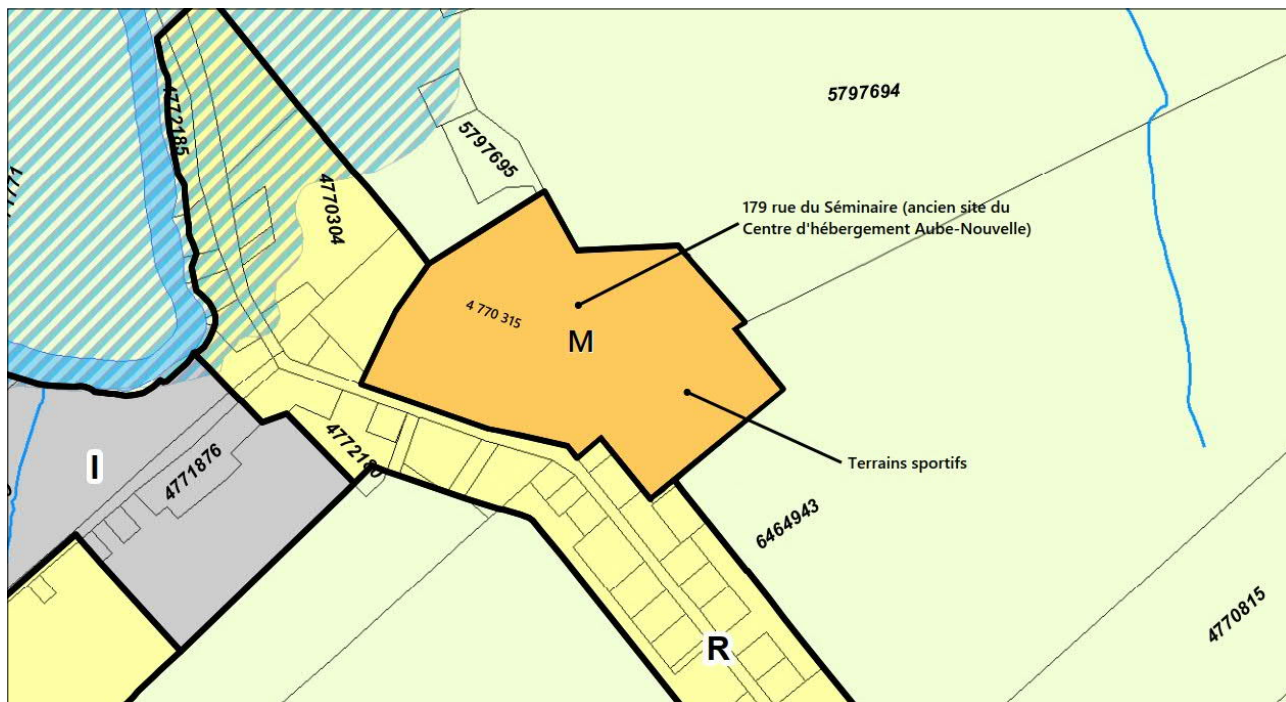 5797694
4772185
5797695
4770304
179 rue du Séminaire (ancien site du
Centre d'hébergement Aube-Nouvelle)
4 770 315
M
4772180
I
4771876
Terrains sportifs
6464943
4770815
R